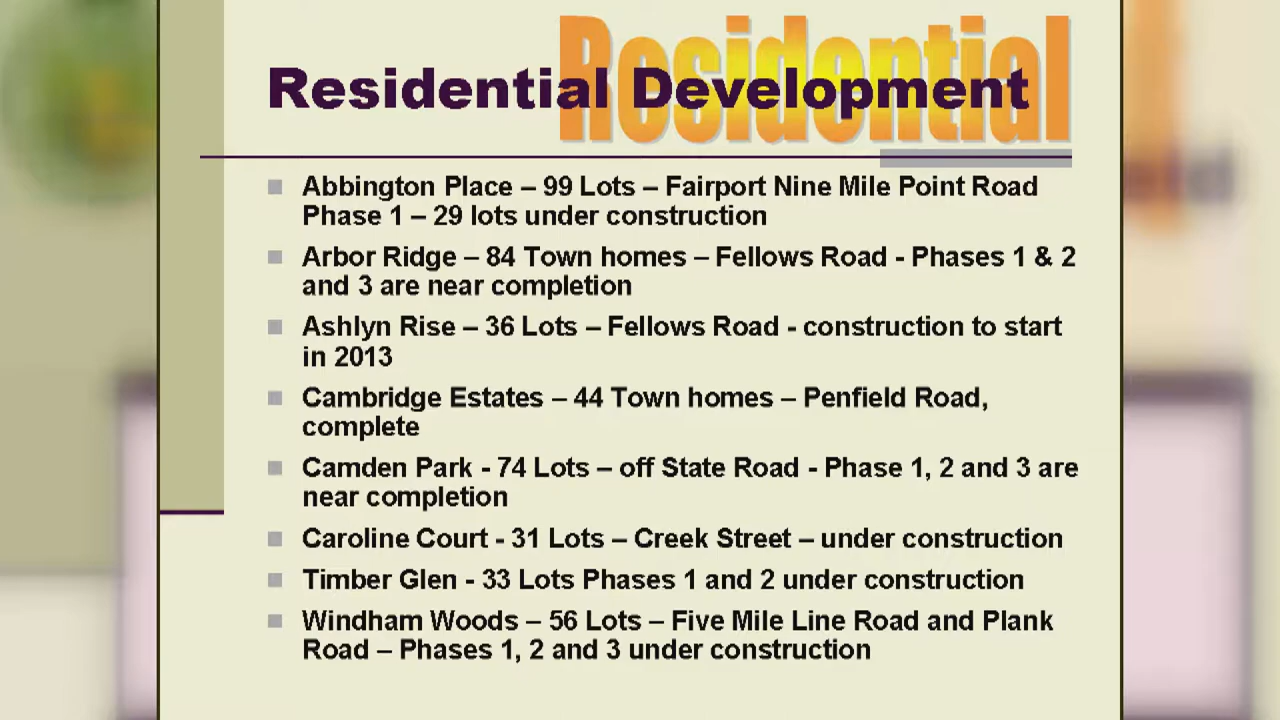 Residential
Residential Development
Abbington Place – 99 Lots – Fairport Nine Mile Point Road
Phase 1 – 29 lots under construction
Arbor Ridge – 84 Town homes – Fellows Road - Phases 1 & 2
and 3 are near completion
Ashlyn Rise – 36 Lots – Fellows Road - construction to start
in 2013
Cambridge Estates – 44 Town homes – Penfield Road,
complete
Camden Park - 74 Lots – off State Road - Phase 1, 2 and 3 are
near completion
Caroline Court - 31 Lots – Creek Street – under construction
Timber Glen - 33 Lots Phases 1 and 2 under construction
Windham Woods – 56 Lots – Five Mile Line Road and Plank
Road – Phases 1, 2 and 3 under construction